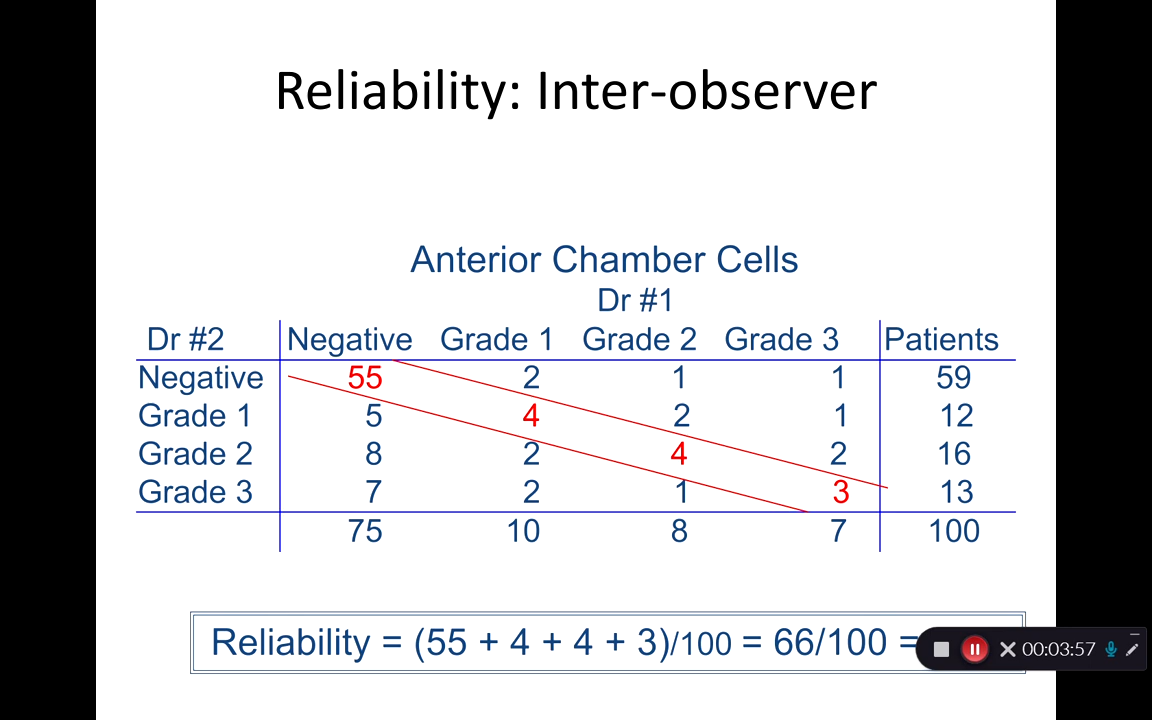 Reliability: Inter-observer
Anterior Chamber Cells
Dr #1
Dr #2 Negative Grade 1 Grade 2 Grade 3 Patients
Negative 55 2 1 1 59
Grade 1 5 4 2 1 12
Grade 2 8 2 4 2 16
Grade 3 7 2 1 3 13
75 10 8 7 100
Reliability = (55 + 4 + 4 + 3)/100 = 66/100 =
00:03:57